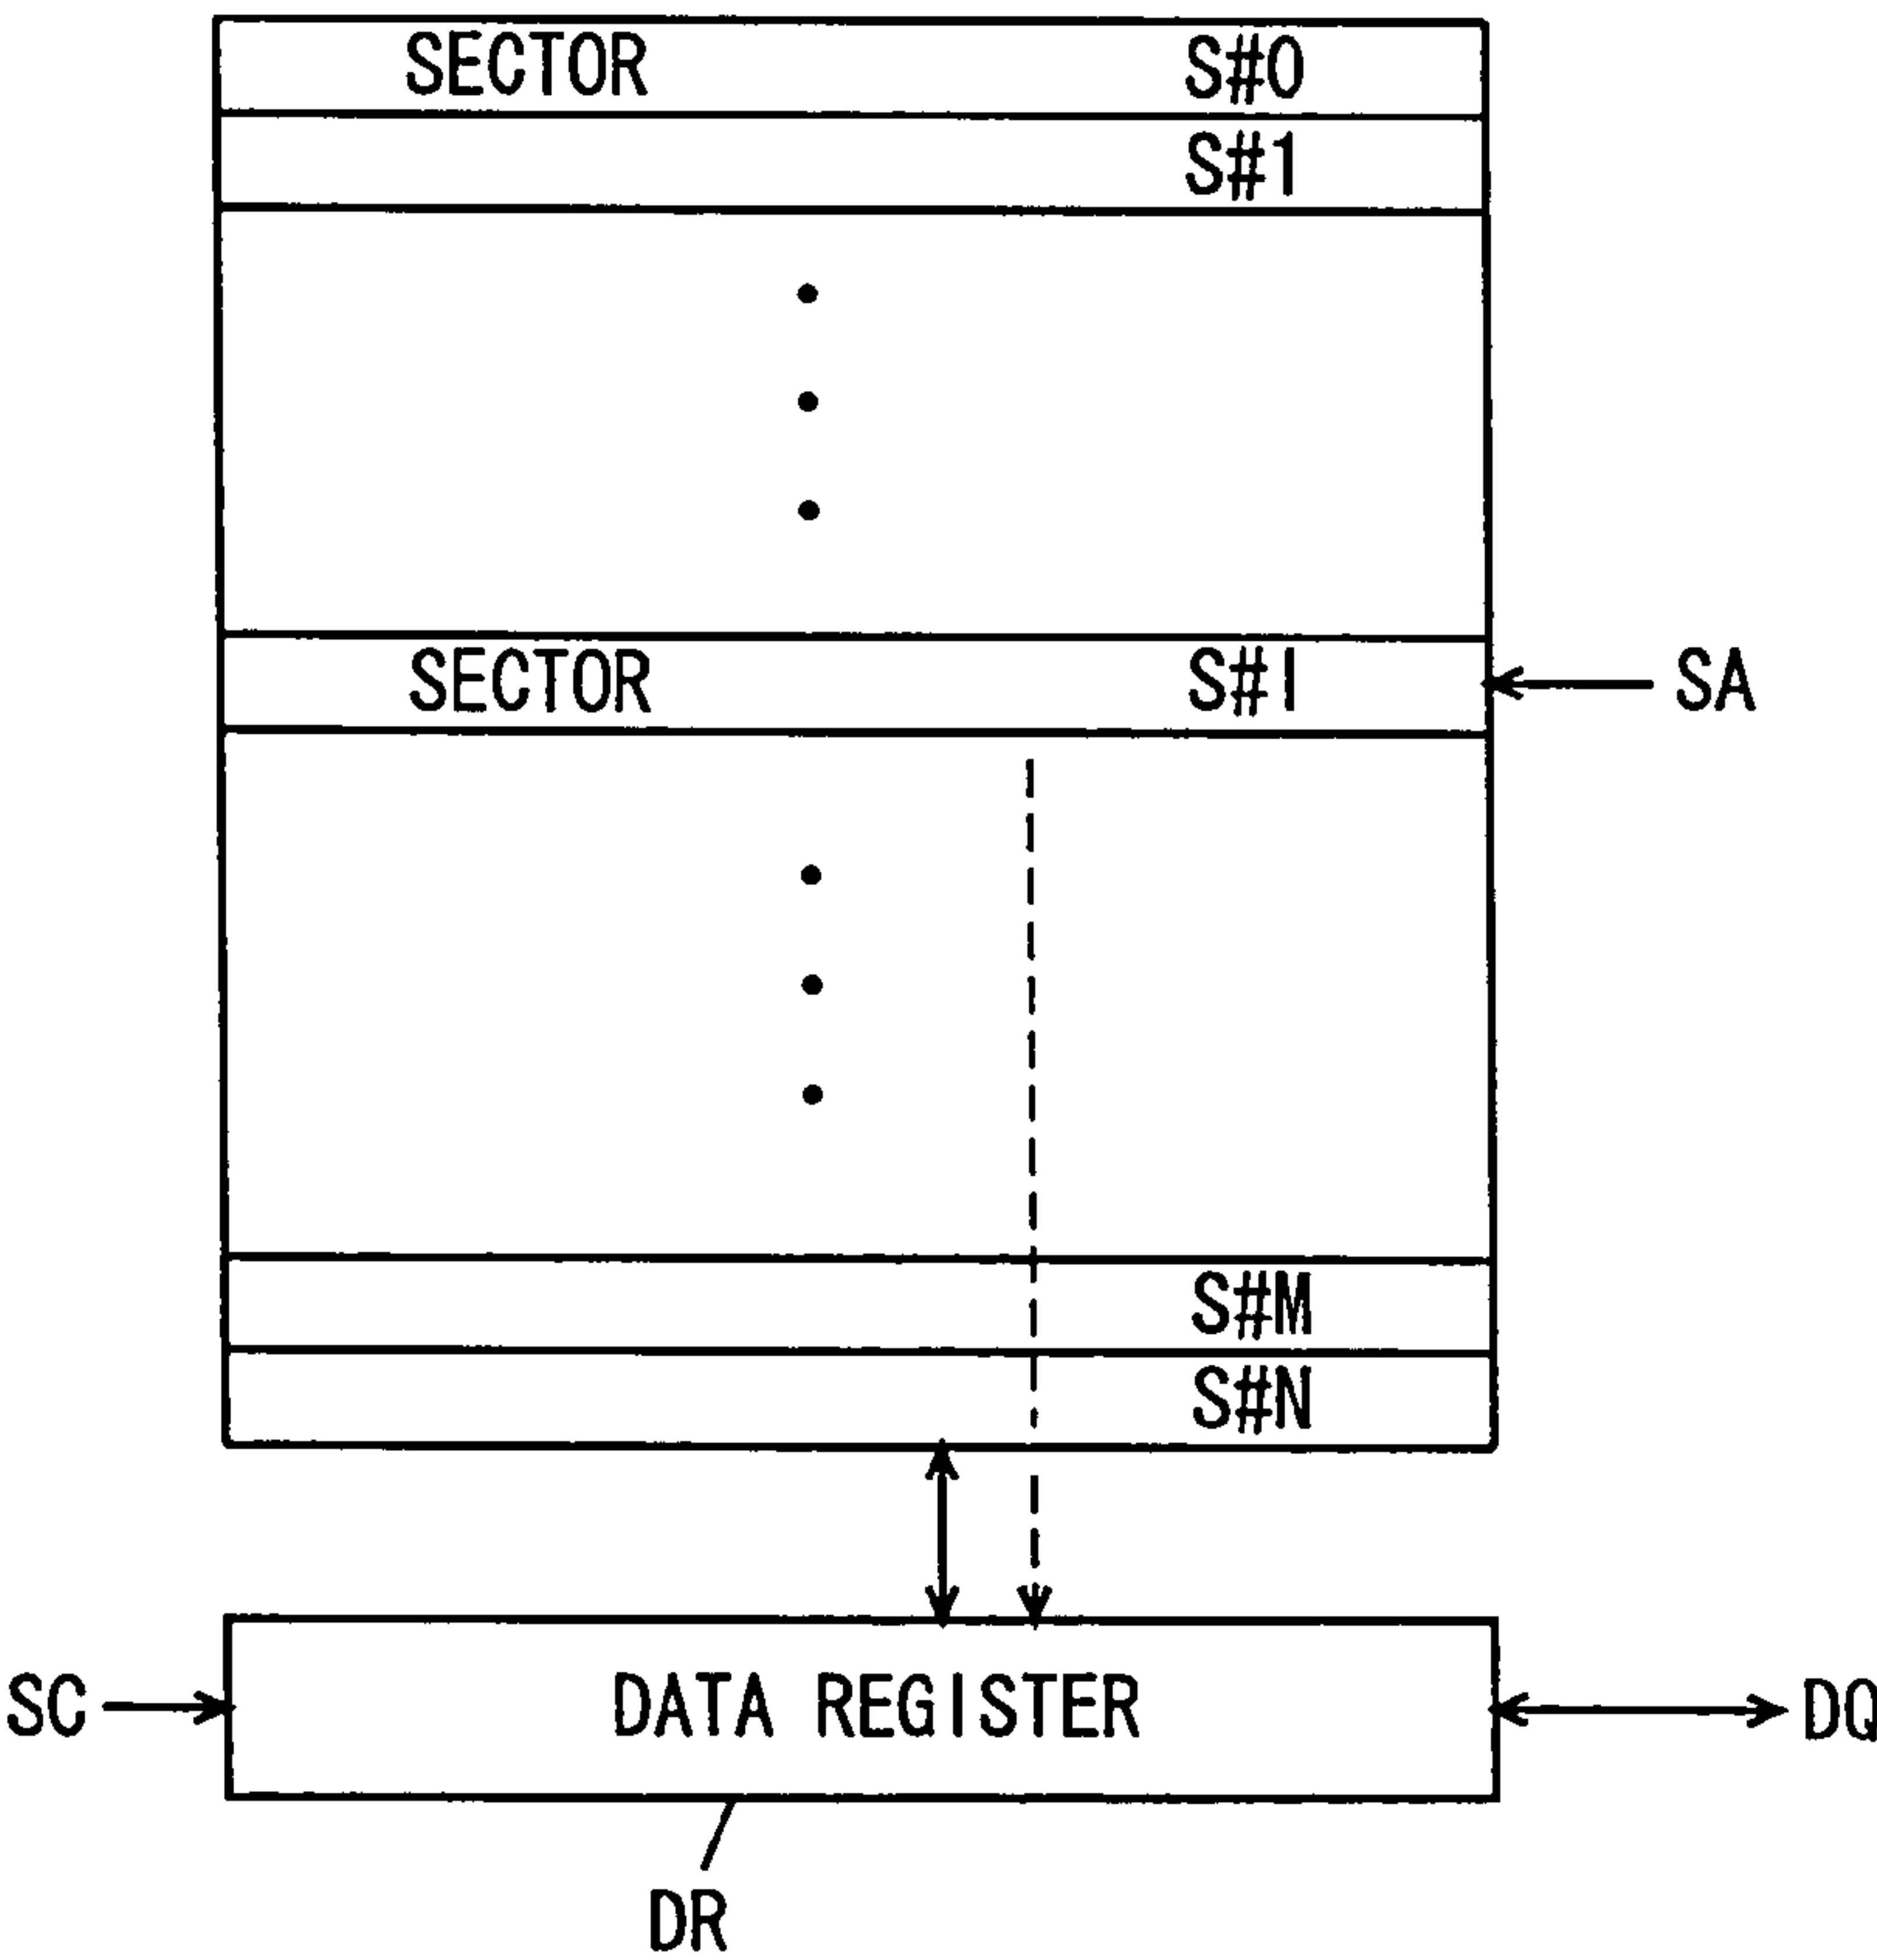 SECTOR S#0
S#1
SECTOR S#I
SA
S#M
S#N
SC
DATA REGISTER
DQ
DR